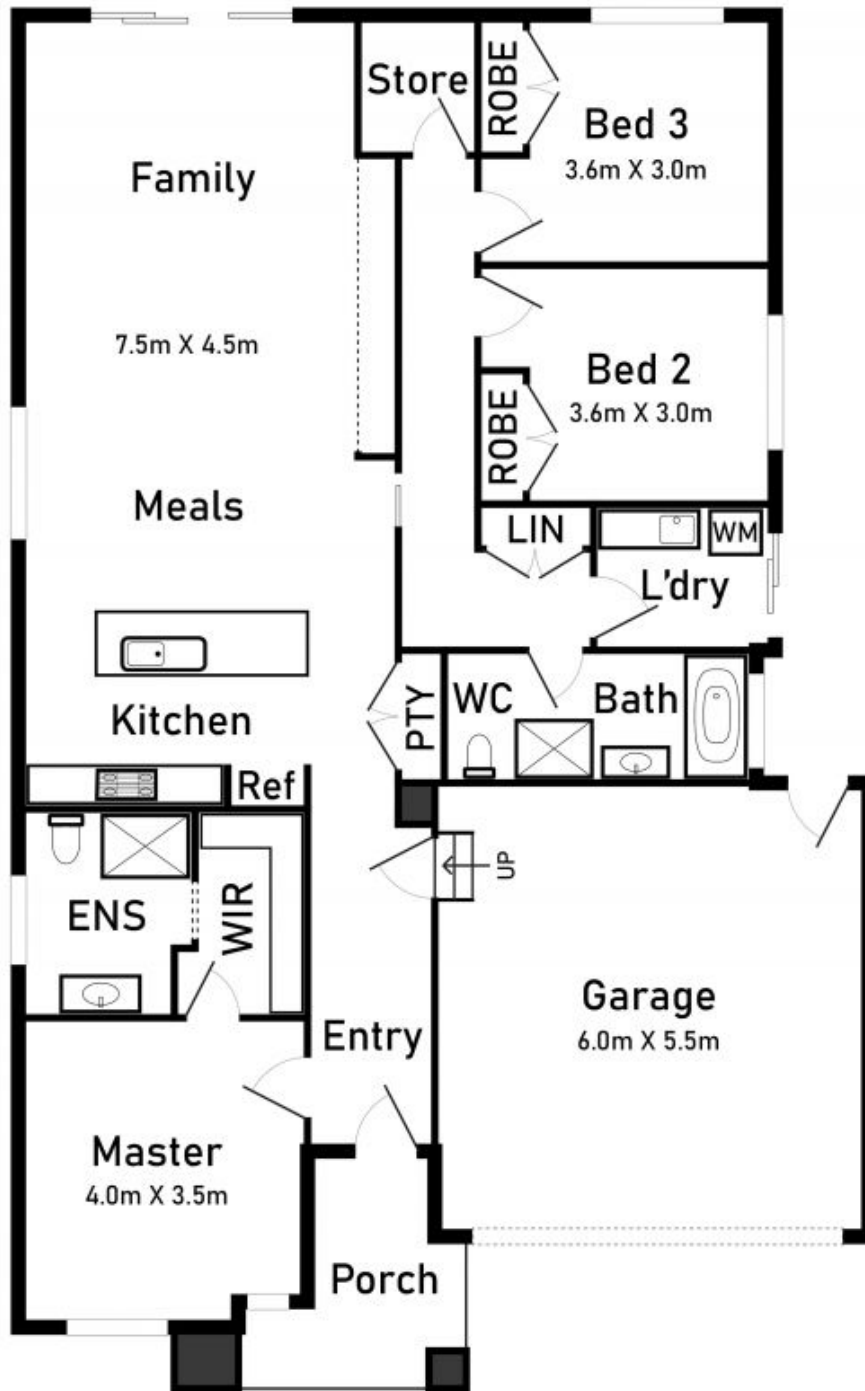 Store
ROBE
Bed 3
3.6m X 3.0m
Family
7.5m X 4.5m
Bed 2
3.6m X 3.0m
ROBE
Meals
LIN
WM
L'dry
Kitchen
PTY
WC
Bath
Ref
UP
ENS
WIR
Garage
6.0m X 5.5m
Entry
Master
4.0m X 3.5m
Porch